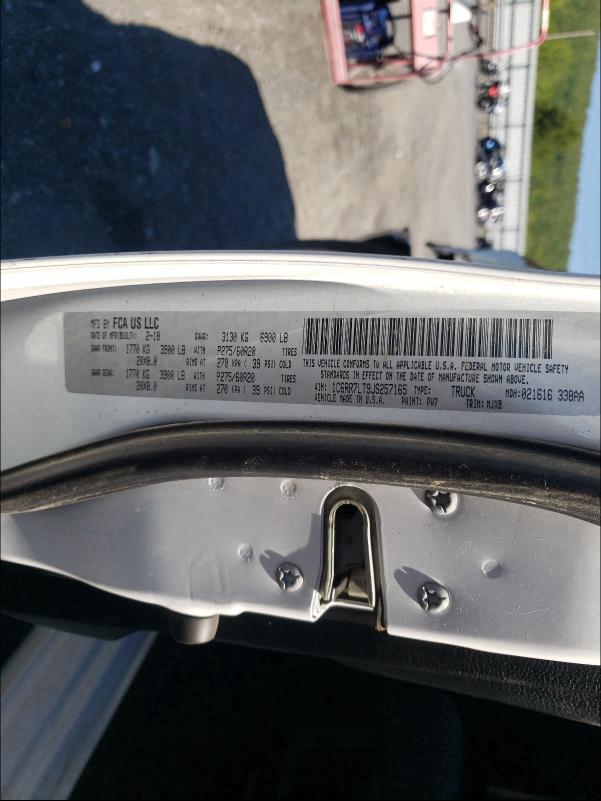 MFD BY FCA US LLC
DATE OF MFR(BUILT): 2-18 GVWR: 3130 KG 6900 LB
GAWR FRONT: 1770 KG 3900 LB WITH P275/60R20 TIRES
20X8.0 RIMS AT 270 KPA ( 39 PSI) COLD
GAWR REAR: 1770 KG 3900 LB WITH P275/60R20 TIRES
20X8.0 RIMS AT 270 KPA ( 39 PSI) COLD
THIS VEHICLE CONFORMS TO ALL APPLICABLE U.S.A. FEDERAL MOTOR VEHICLE SAFETY
STANDARDS IN EFFECT ON THE DATE OF MANUFACTURE SHOWN ABOVE.
VIN: 1C6RR7LT9JS257165 TYPE: TRUCK MDH: 021616 338AA
VEHICLE MADE IN U.S.A. PAINT: PW7 TRIM: MJX8